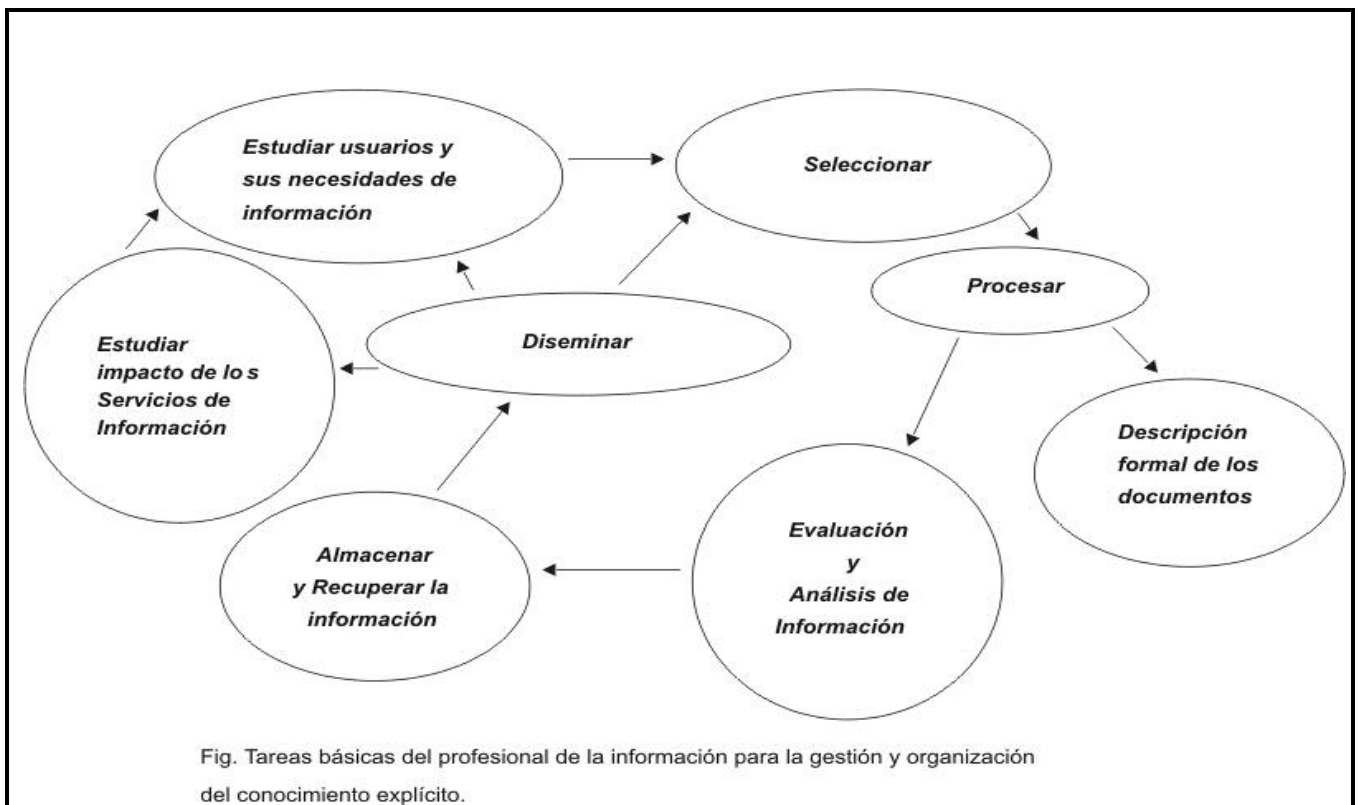 Estudiar usuarios y
sus necesidades de
información
Seleccionar
Procesar
Diseminar
Estudiar
impacto de lo s
Servicios de
Información
Descripción
formal de los
documentos
Evaluación
y
Análisis de
Información
Almacenar
y Recuperar la
información
Fig. Tareas básicas del profesional de la información para la gestión y organización
del conocimiento explícito.